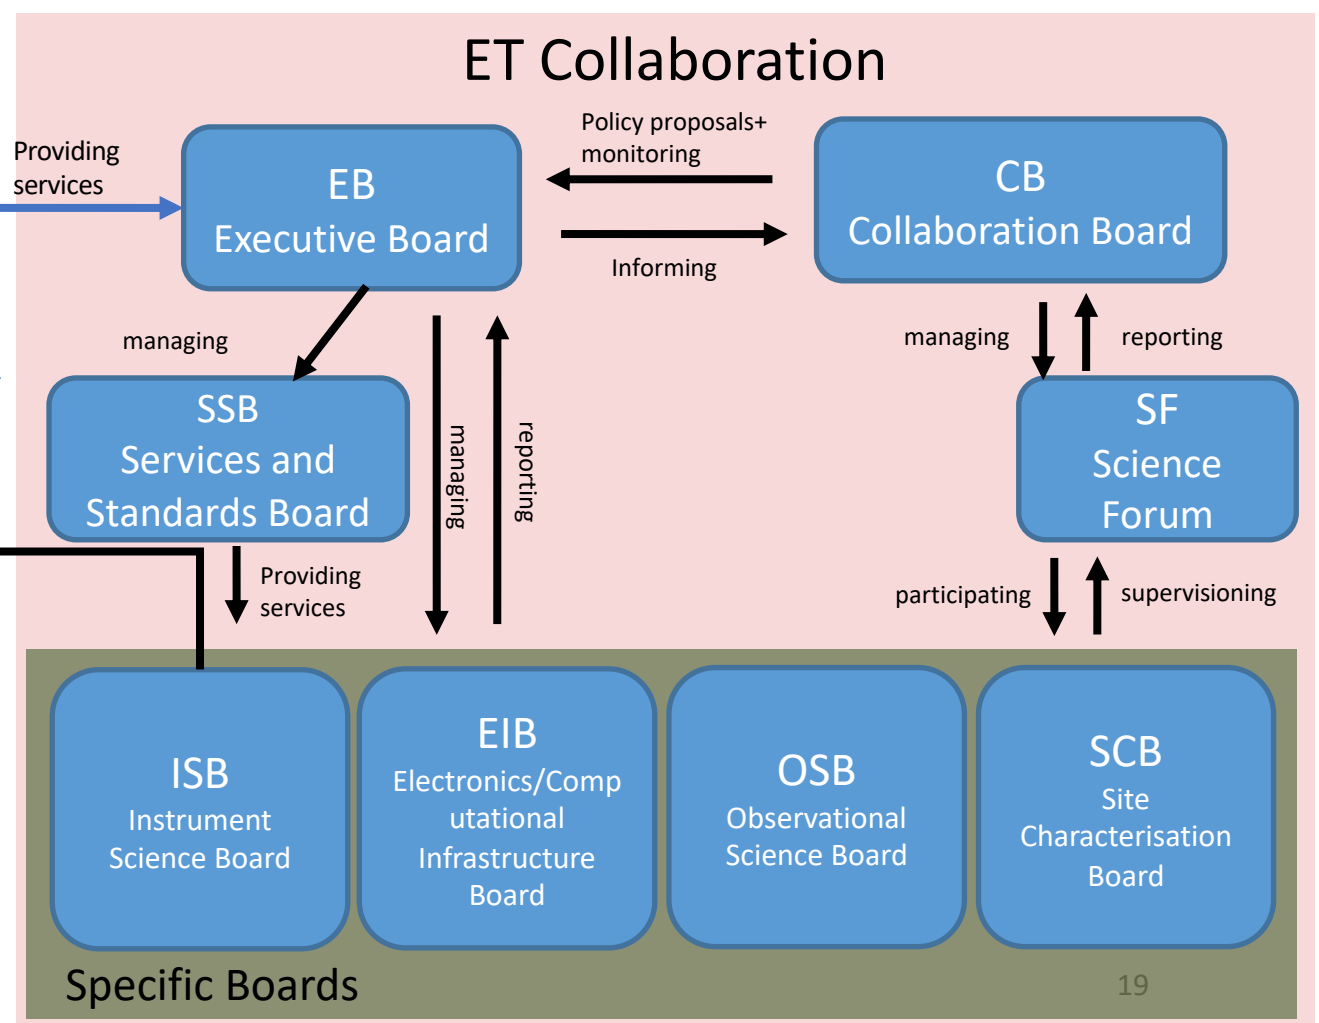 ET Collaboration
Policy proposals+
monitoring
Providing
services
EB
Executive Board
CB
Collaboration Board
Informing
managing
managing
reporting
SSB
Services and
Standards Board
managing
reporting
SF
Science
Forum
Providing
services
participating
supervisioning
ISB
Instrument
Science Board
EIB
Electronics/Comp
utational
Infrastructure
Board
OSB
Observational
Science Board
SCB
Site
Characterisation
Board
Specific Boards
19